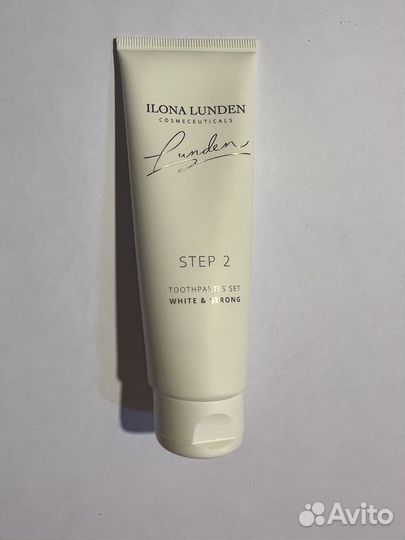 ILONA LUNDEN
COSMECEUTICALS
Lunden
STEP 2
TOOTHPASTES SET
WHITE & STRONG
Avito